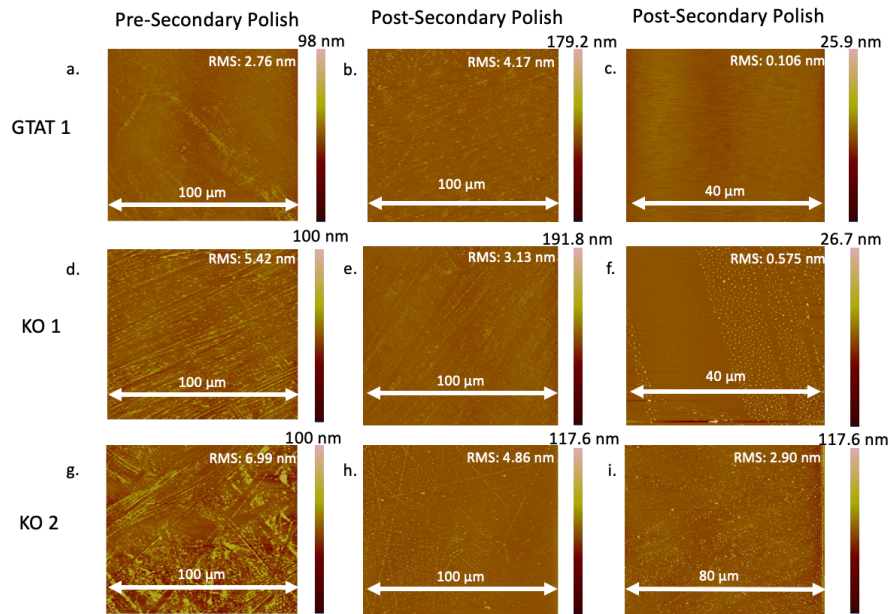 Pre-Secondary Polish
Post-Secondary Polish
Post-Secondary Polish
GTAT 1
a.
RMS: 2.76 nm
100 µm
98 nm
b.
RMS: 4.17 nm
100 µm
179.2 nm
c.
RMS: 0.106 nm
40 µm
25.9 nm
KO 1
d.
RMS: 5.42 nm
100 µm
100 nm
e.
RMS: 3.13 nm
100 µm
191.8 nm
f.
RMS: 0.575 nm
40 µm
26.7 nm
KO 2
g.
RMS: 6.99 nm
100 µm
100 nm
h.
RMS: 4.86 nm
100 µm
117.6 nm
i.
RMS: 2.90 nm
80 µm
117.6 nm